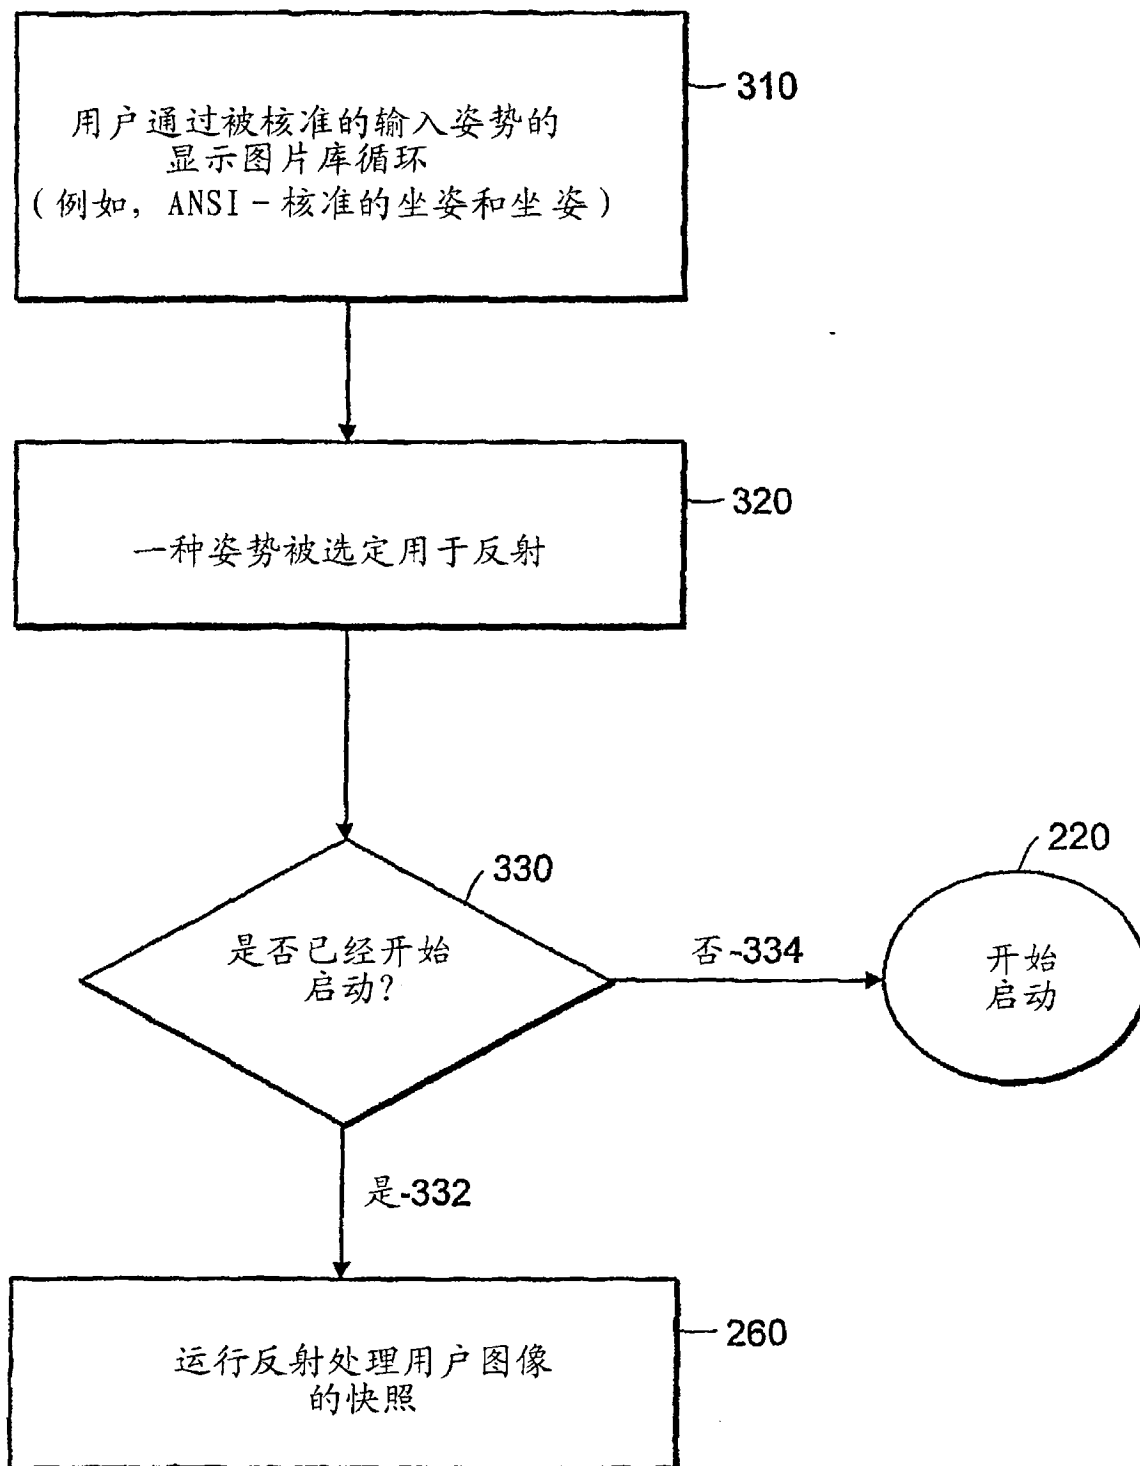 310
用户通过被核准的输入姿势的
显示图片库循环
(例如, ANSI-核准的坐姿和坐姿)
320
一种姿势被选定用于反射
220
330
是否已经开始
启动?
否-334
开始
启动
是-332
260
运行反射处理用户图像
的快照